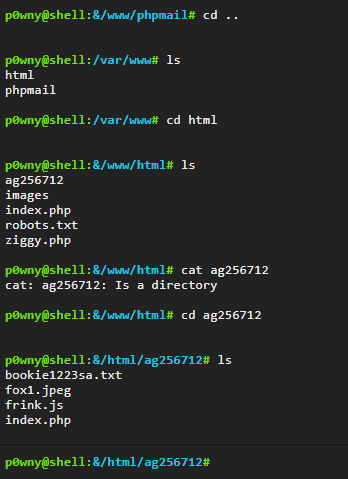 p0wny@shell:&/www/phpmail# cd ..
p0wny@shell:/var/www# ls
html
phpmail
p0wny@shell:/var/www# cd html
p0wny@shell:&/www/html# ls
ag256712
images
index.php
robots.txt
ziggy.php
p0wny@shell:&/www/html# cat ag256712
cat: ag256712: Is a directory
p0wny@shell:&/www/html# cd ag256712
p0wny@shell:&/html/ag256712# ls
bookie1223sa.txt
fox1.jpeg
frink.js
index.php
p0wny@shell:&/html/ag256712#